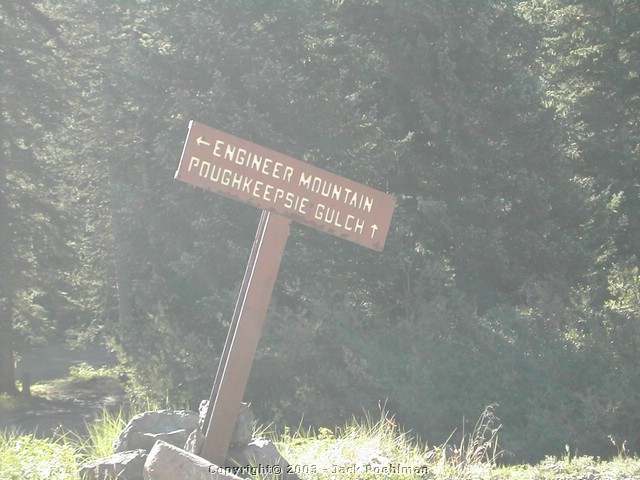 ← ENGINEER MOUNTAIN
POUGHKEEPSIE GULCH ↑
Copyright © 2003 - Jack Poehlman